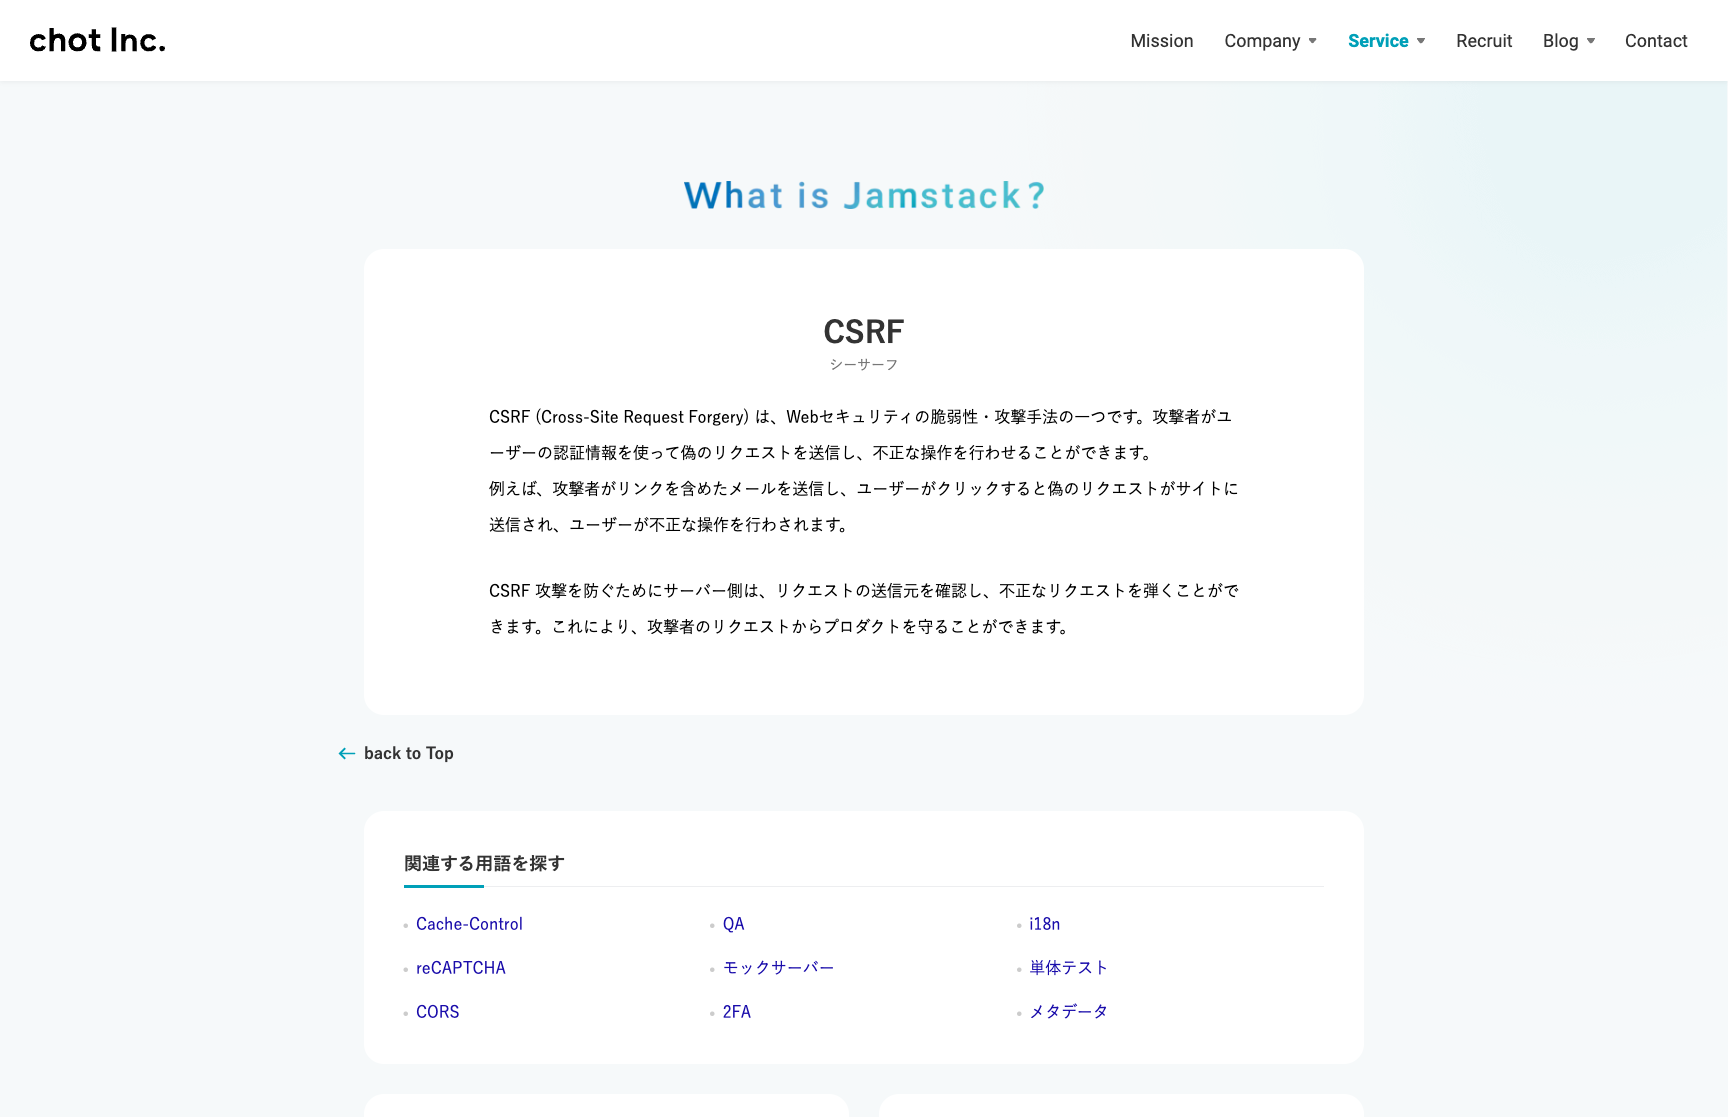 chot Inc.
Mission Company Service Recruit Blog Contact
What is Jamstack?
CSRF
シーサーフ
CSRF (Cross-Site Request Forgery) は、Webセキュリティの脆弱性・攻撃手法の一つです。攻撃者がユ
ーザーの認証情報を使って偽のリクエストを送信し、不正な操作を行わせることができます。
例えば、攻撃者がリンクを含めたメールを送信し、ユーザーがクリックすると偽のリクエストがサイトに
送信され、ユーザーが不正な操作を行わされます。
CSRF 攻撃を防ぐためにサーバー側は、リクエストの送信元を確認し、不正なリクエストを弾くことがで
きます。これにより、攻撃者のリクエストからプロダクトを守ることができます。
back to Top
関連する用語を探す
Cache-Control QA i18n
reCAPTCHA モックサーバー 単体テスト
CORS 2FA メタデータ